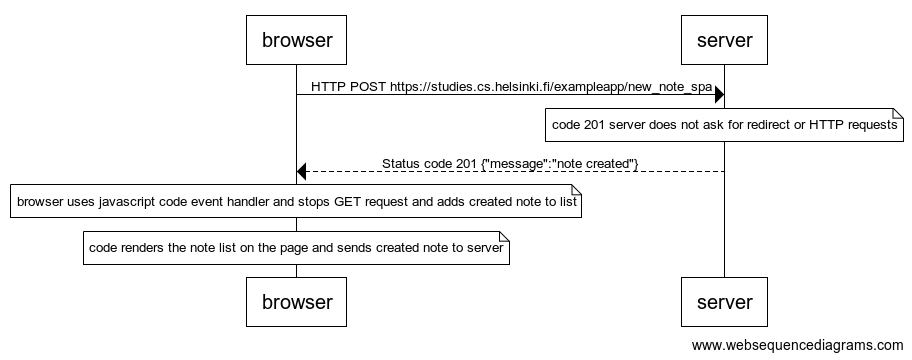 browser
server
HTTP POST https://studies.cs.helsinki.fi/exampleapp/new_note_spa
code 201 server does not ask for redirect or HTTP requests
Status code 201 {"message":"note created"}
browser uses javascript code event handler and stops GET request and adds created note to list
code renders the note list on the page and sends created note to server
browser
server
www.websequencediagrams.com